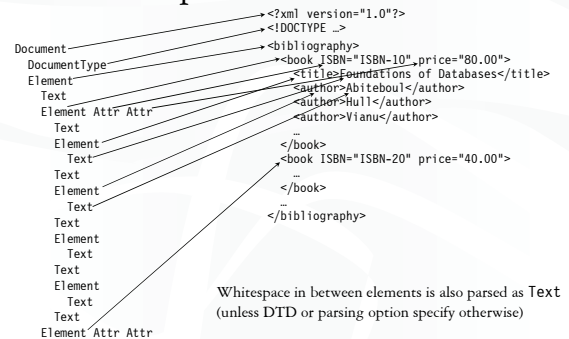 Document
DocumentType
Element
Text
Element Attr Attr
Text
Element
Text
Text
Element
Text
Text
Element
Text
Text
Element
Text
Text
Element Attr Attr
<?xml version="1.0"?>
<!DOCTYPE …>
<bibliography>
<book ISBN="ISBN-10" price="80.00">
<title>Foundations of Databases</title>
<author>Abiteboul</author>
<author>Hull</author>
<author>Vianu</author>
…
</book>
<book ISBN="ISBN-20" price="40.00">
…
</book>
…
</bibliography>
Whitespace in between elements is also parsed as Text
(unless DTD or parsing option specify otherwise)